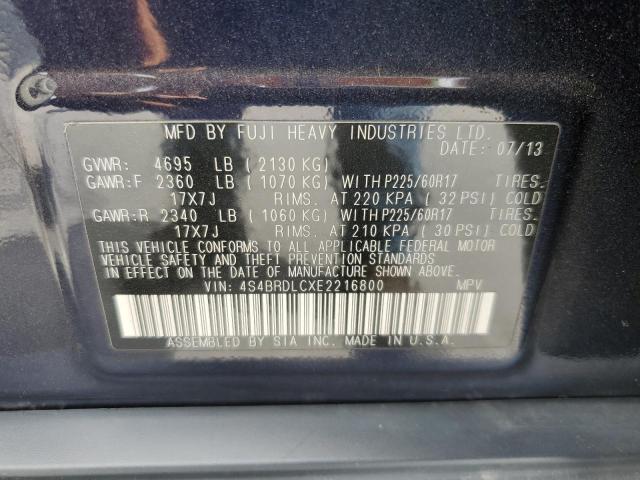 MFD BY FUJI HEAVY INDUSTRIES LTD.
DATE: 07/13
GVWR: 4695 LB (2130 KG)
GAWR:F 2360 LB (1070 KG) WITH P225/60R17 TIRES.
17X7J RIMS. AT 220 KPA (32 PSI) COLD
GAWR:R 2340 LB (1060 KG) WITH P225/60R17 TIRES.
17X7J RIMS. AT 210 KPA (30 PSI) COLD
THIS VEHICLE CONFORMS TO ALL APPLICABLE FEDERAL MOTOR
VEHICLE SAFETY AND THEFT PREVENTION STANDARDS
IN EFFECT ON THE DATE OF MANUFACTURE SHOWN ABOVE.
VIN: 4S4BRDLCXE2216800 MPV
ASSEMBLED BY SIA INC. MADE IN U.S.A.